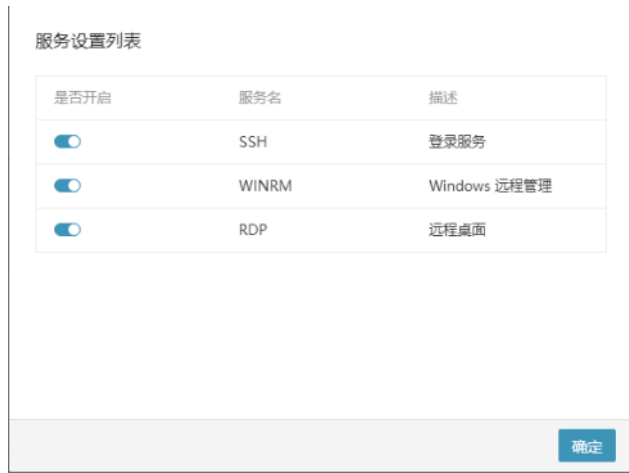 服务设置列表
是否开启 服务名 描述
SSH 登录服务
WINRM Windows 远程管理
RDP 远程桌面
确定